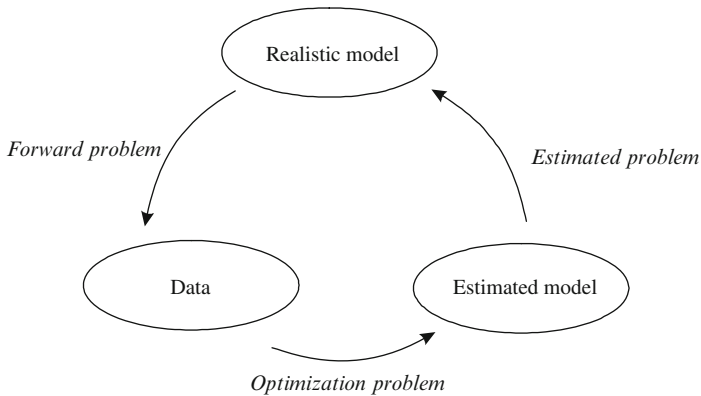 Realistic model
Forward problem
Estimated problem
Data
Estimated model
Optimization problem